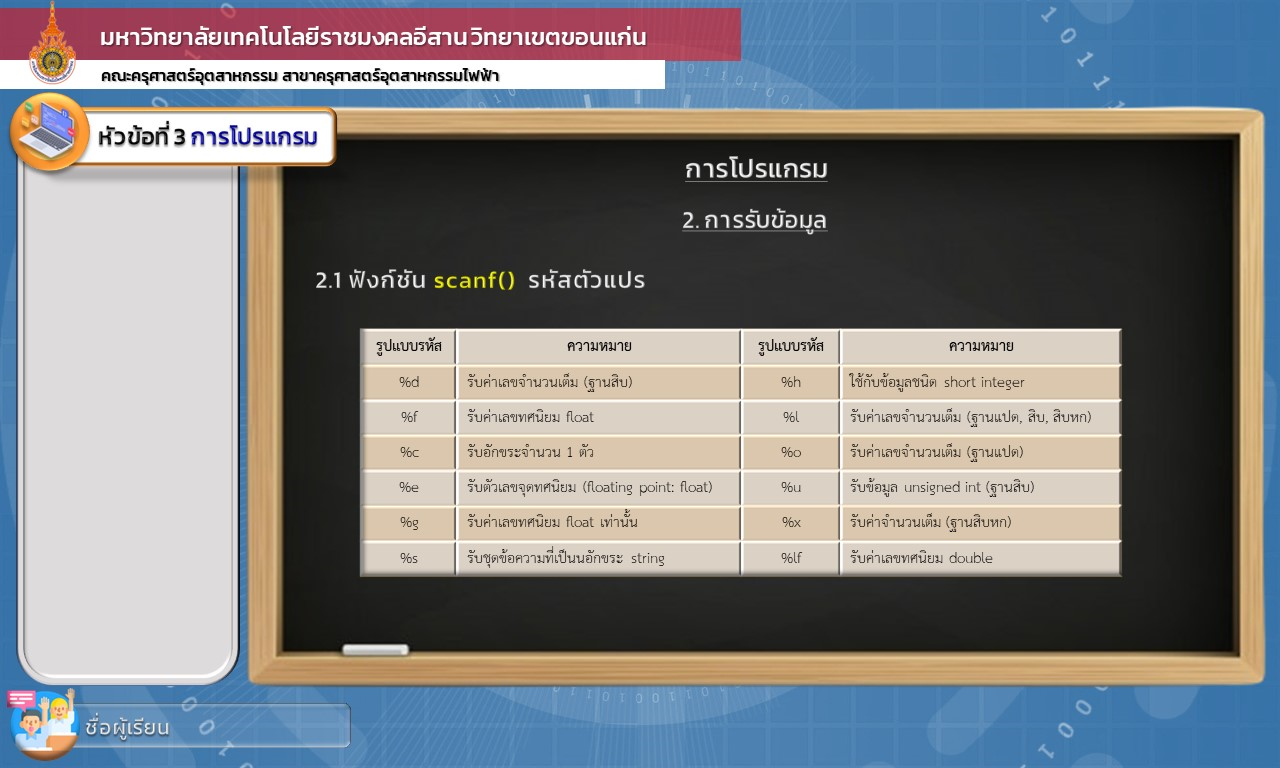 มหาวิทยาลัยเทคโนโลยีราชมงคลอีสาน วิทยาเขตขอนแก่น
คณะครุศาสตร์อุตสาหกรรม สาขาครุศาสตร์อุตสาหกรรมไฟฟ้า
หัวข้อที่ 3 การโปรแกรม
การโปรแกรม
2. การรับข้อมูล
2.1 ฟังก์ชัน scanf() รหัสตัวแปร
รูปแบบรหัส ความหมาย รูปแบบรหัส ความหมาย
%d รับค่าเลขจำนวนเต็ม (ฐานสิบ) %h ใช้กับข้อมูลชนิด short integer
%f รับค่าเลขทศนิยม float %l รับค่าเลขจำนวนเต็ม (ฐานแปด, สิบ, สิบหก)
%c รับอักขระจำนวน 1 ตัว %o รับค่าเลขจำนวนเต็ม (ฐานแปด)
%e รับตัวเลขจุดทศนิยม (floating point: float) %u รับข้อมูล unsigned int (ฐานสิบ)
%g รับค่าเลขทศนิยม float เท่านั้น %x รับค่าจำนวนเต็ม (ฐานสิบหก)
%s รับชุดข้อความที่เป็นนอักขระ string %lf รับค่าเลขทศนิยม double
ชื่อผู้เรียน